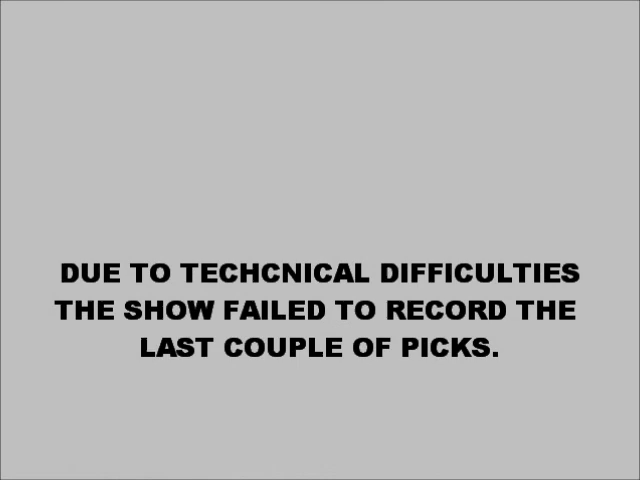 DUE TO TECHCNICAL DIFFICULTIES
THE SHOW FAILED TO RECORD THE
LAST COUPLE OF PICKS.